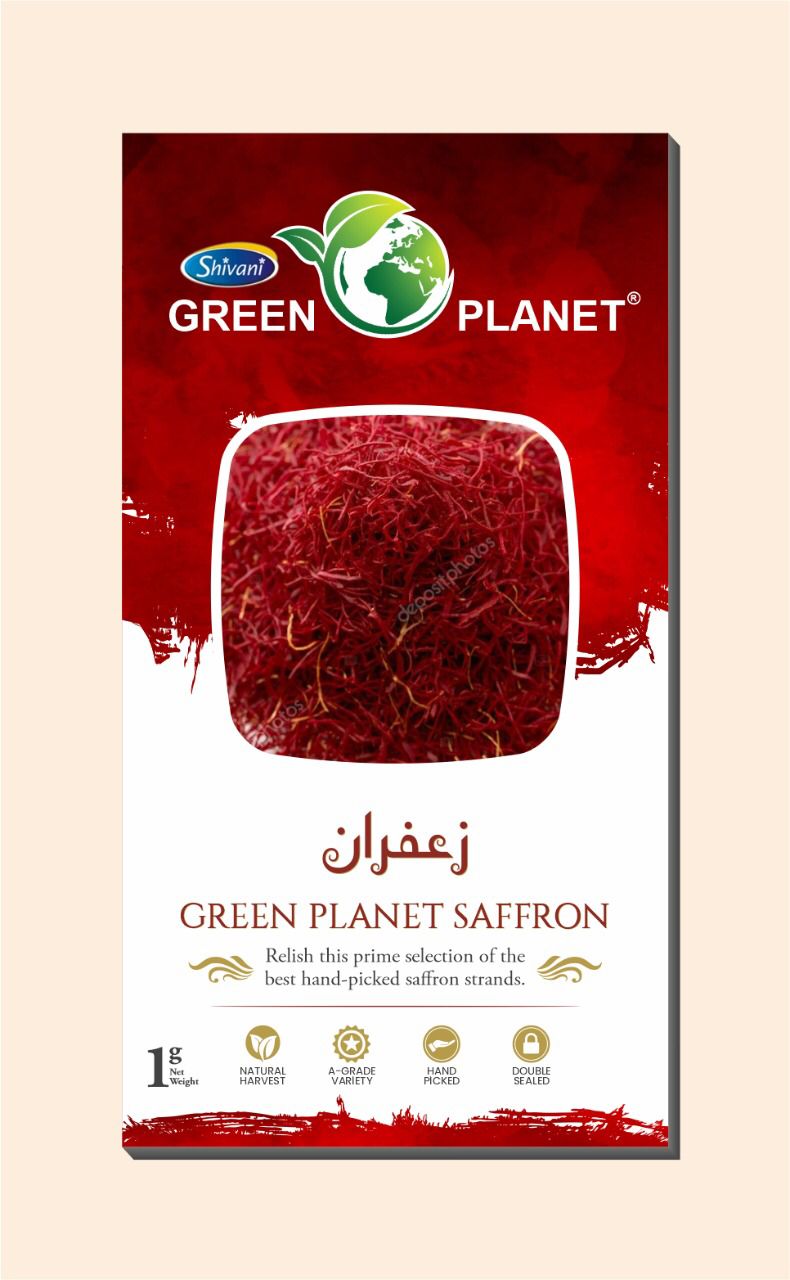 Shivani
GREEN PLANET®
depositphotos
زعفران
GREEN PLANET SAFFRON
Relish this prime selection of the
best hand-picked saffron strands.
1g
Net
Weight
NATURAL
HARVEST
A-GRADE
VARIETY
HAND
PICKED
DOUBLE
SEALED